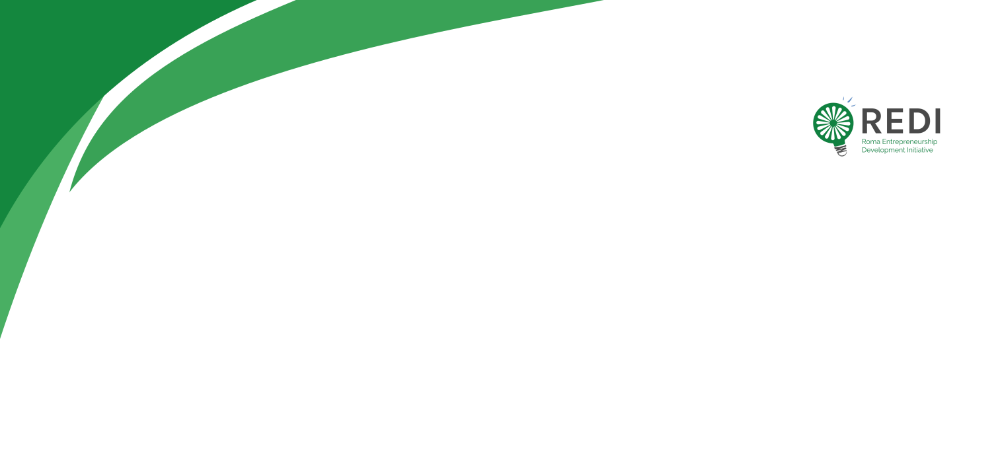 REDI
Roma Entrepreneurship
Development Initiative